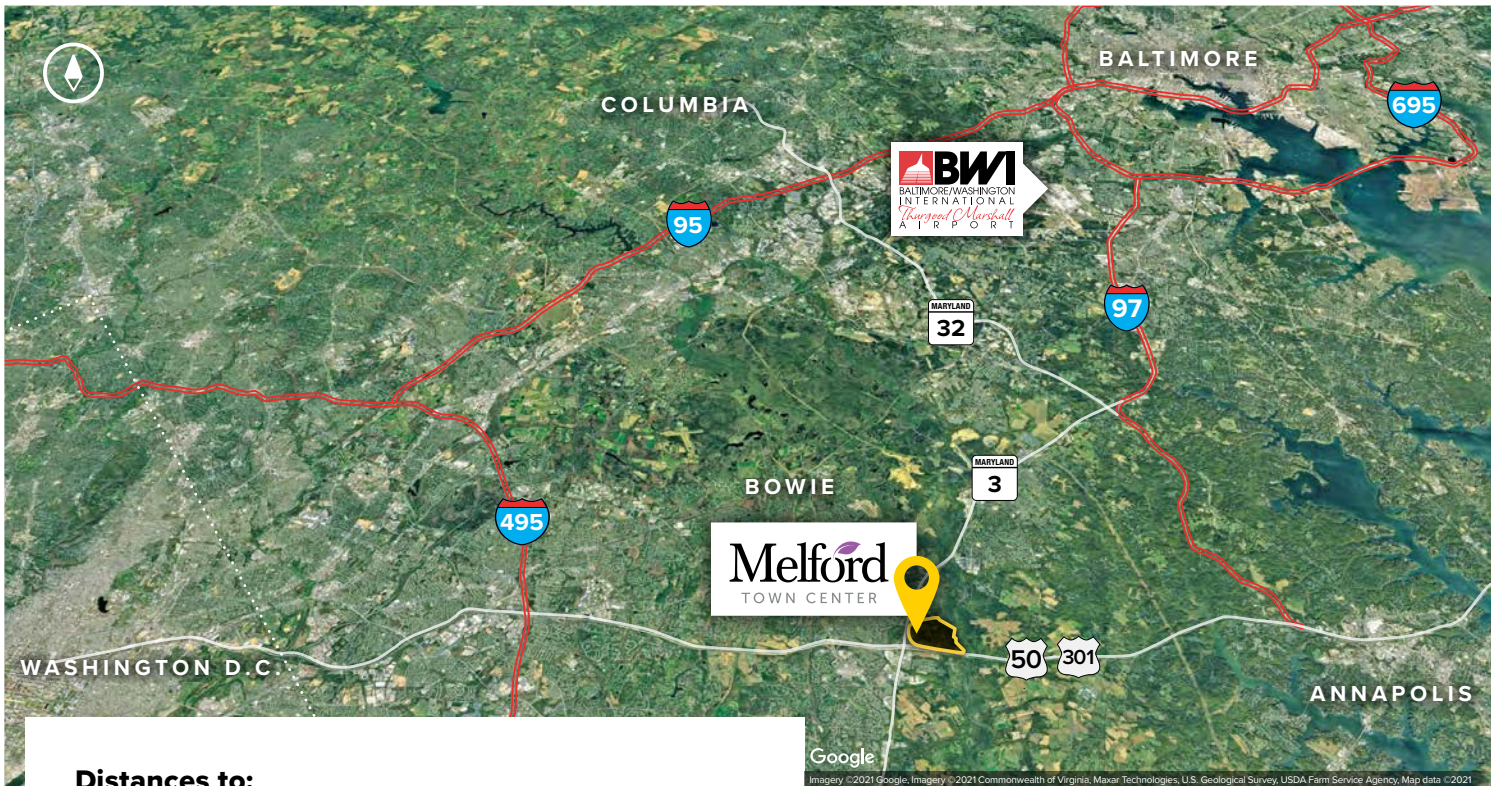 BALTIMORE
COLUMBIA
695
BWI
BALTIMORE/WASHINGTON
INTERNATIONAL
Thurgood Marshall
AIRPORT
95
MARYLAND
32
97
BOWIE
MARYLAND
3
495
Melford
TOWN CENTER
WASHINGTON D.C.
50
301
ANNAPOLIS
Google
Distances to:
Imagery ©2021 Google, Imagery ©2021 Commonwealth of Virginia, Maxar Technologies, U.S. Geological Survey, USDA Farm Service Agency, Map data ©2021